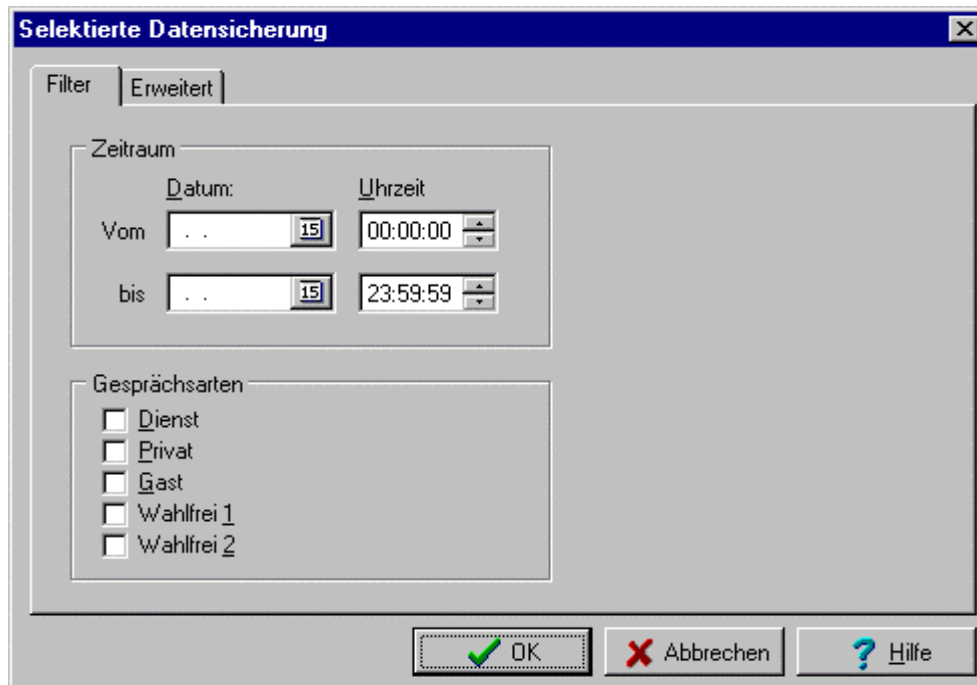 Selektierte Datensicherung
Filter Erweitert
Zeitraum
Datum: Uhrzeit
Vom . . 15 00:00:00
bis . . 15 23:59:59
Gesprächsarten
Dienst
Privat
Gast
Wahlfrei 1
Wahlfrei 2
OK Abbrechen ? Hilfe